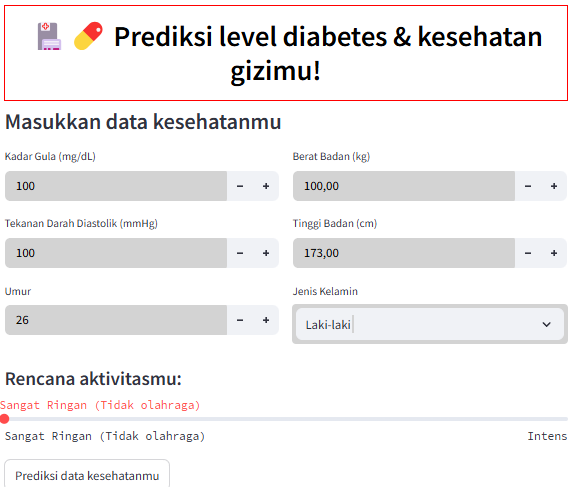 Prediksi level diabetes & kesehatan
gizimu!
Masukkan data kesehatanmu
Kadar Gula (mg/dL)
Berat Badan (kg)
100
100,00
Tekanan Darah Diastolik (mmHg)
Tinggi Badan (cm)
100
173,00
Umur
Jenis Kelamin
26
Laki-laki
Rencana aktivitasmu:
Sangat Ringan (Tidak olahraga)
Sangat Ringan (Tidak olahraga)
Intens
Prediksi data kesehatanmu